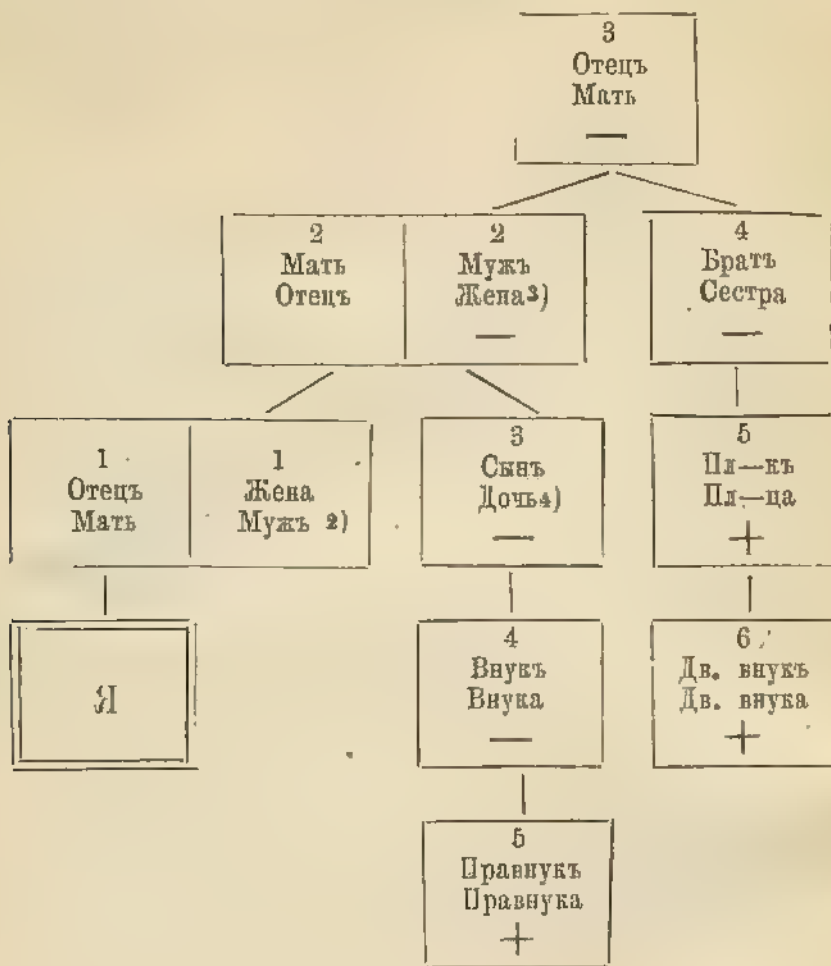 3
Отецъ
Мать
—
2
Мать
Отецъ
2
Мужъ
Жена3)
—
4
Братъ
Сестра
—
1
Отецъ
Мать
1
Жена
Мужъ 2)
3
Сынъ
Дочь4)
—
5
Пл—къ
Пл—ца
+
Я
4
Внукъ
Внука
—
6
Дв. внукъ
Дв. внука
+
5
Правнукъ
Правнука
+